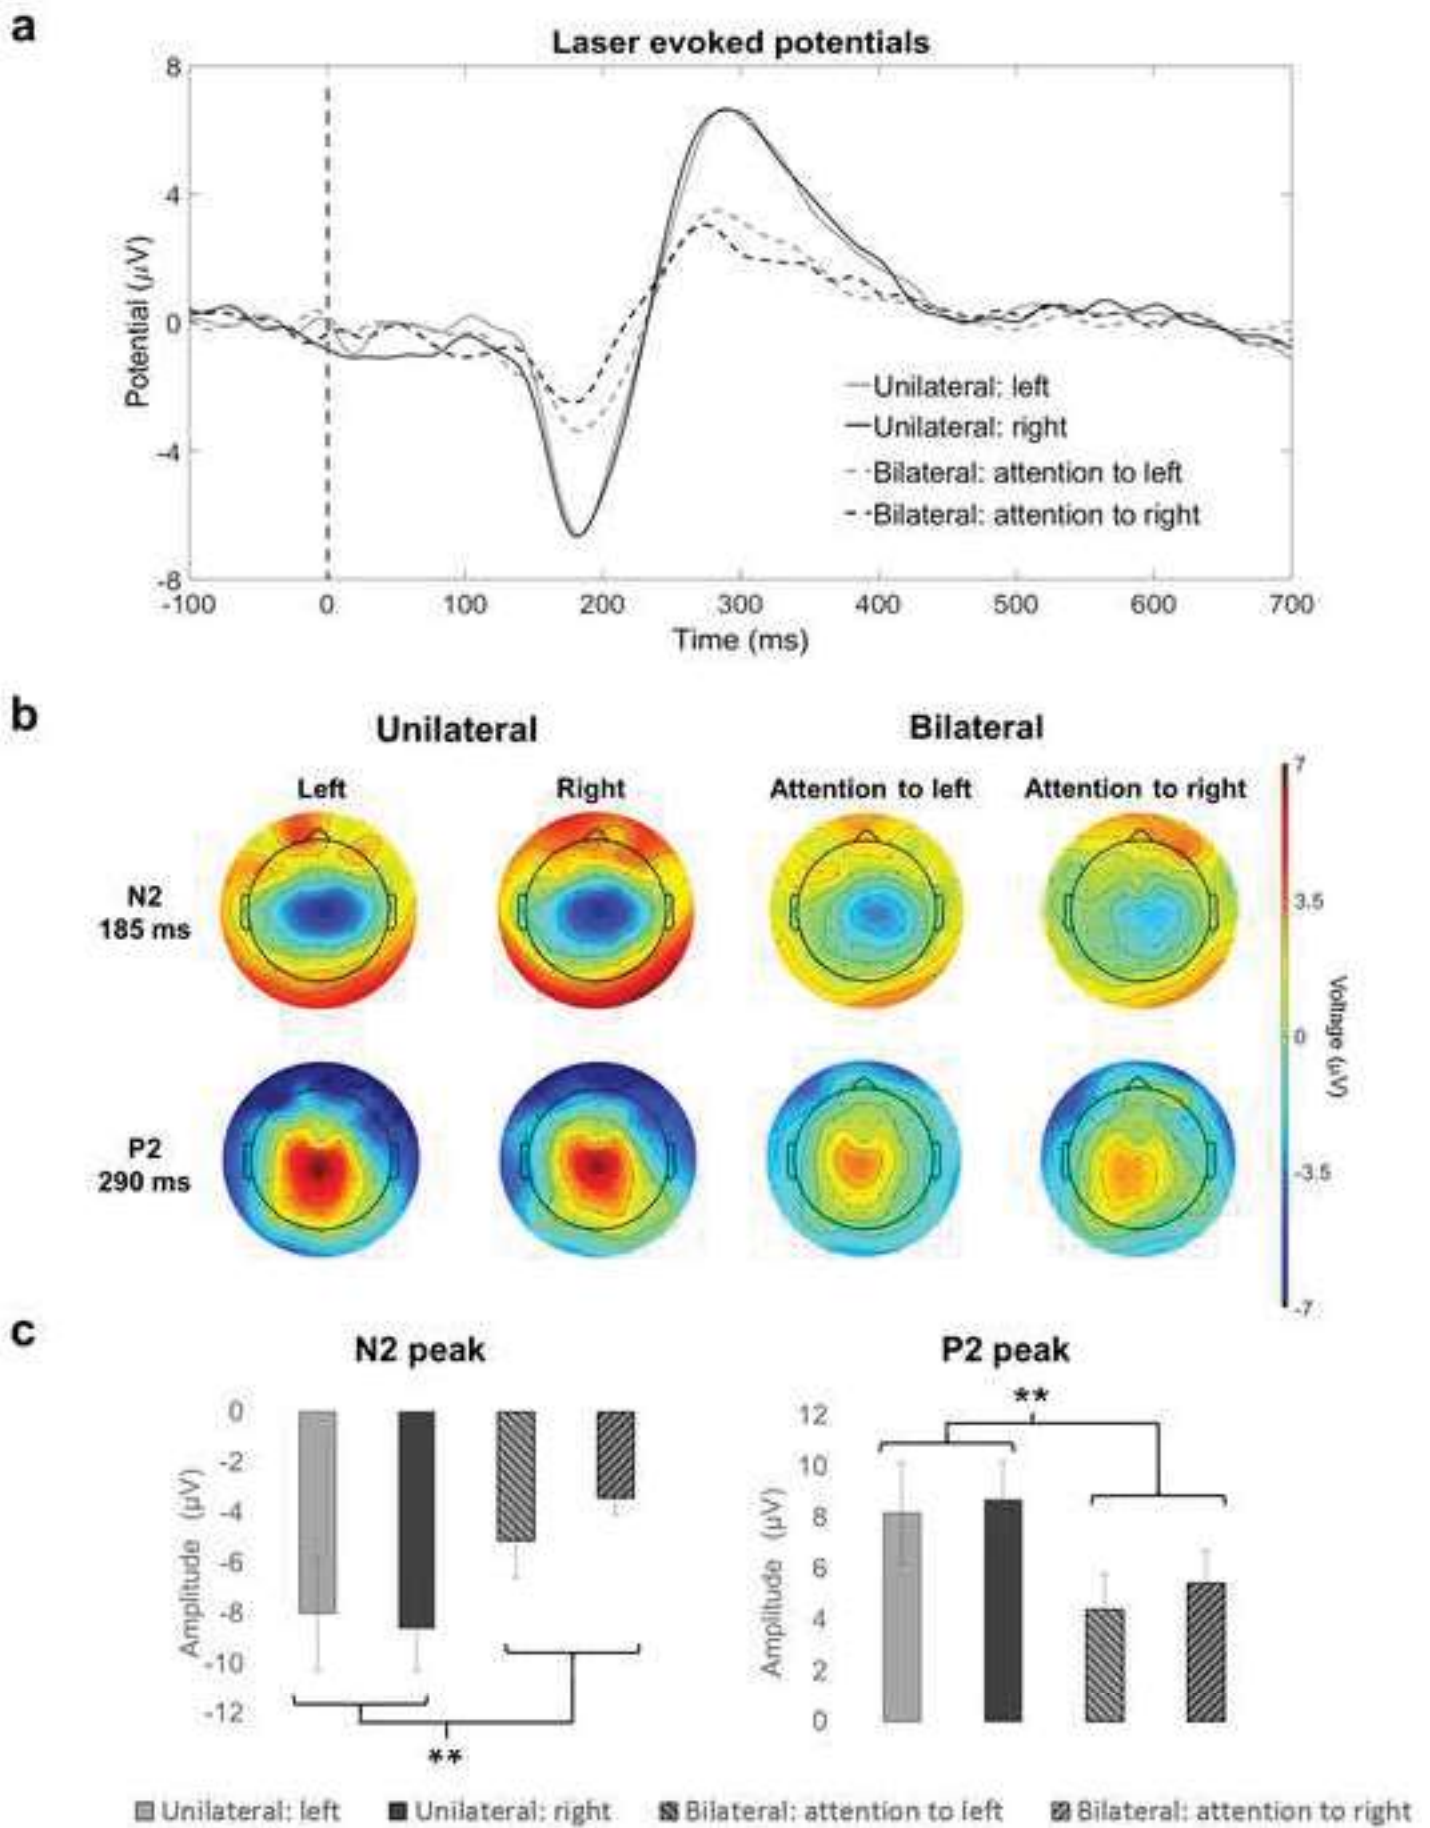 a
Laser evoked potentials
8
4
0
-4
-8
Potential (µV)
-100 0 100 200 300 400 500 600 700
Time (ms)
Unilateral: left
Unilateral: right
Bilateral: attention to left
Bilateral: attention to right
b
Unilateral Bilateral
Left Right Attention to left Attention to right
N2
185 ms
P2
290 ms
7
3.5
0
-3.5
-7
Voltage (µV)
c
N2 peak
0
-2
-4
-6
-8
-10
-12
Amplitude (µV)
**
P2 peak
**
12
10
8
6
4
2
0
Amplitude (µV)
Unilateral: left Unilateral: right Bilateral: attention to left Bilateral: attention to right